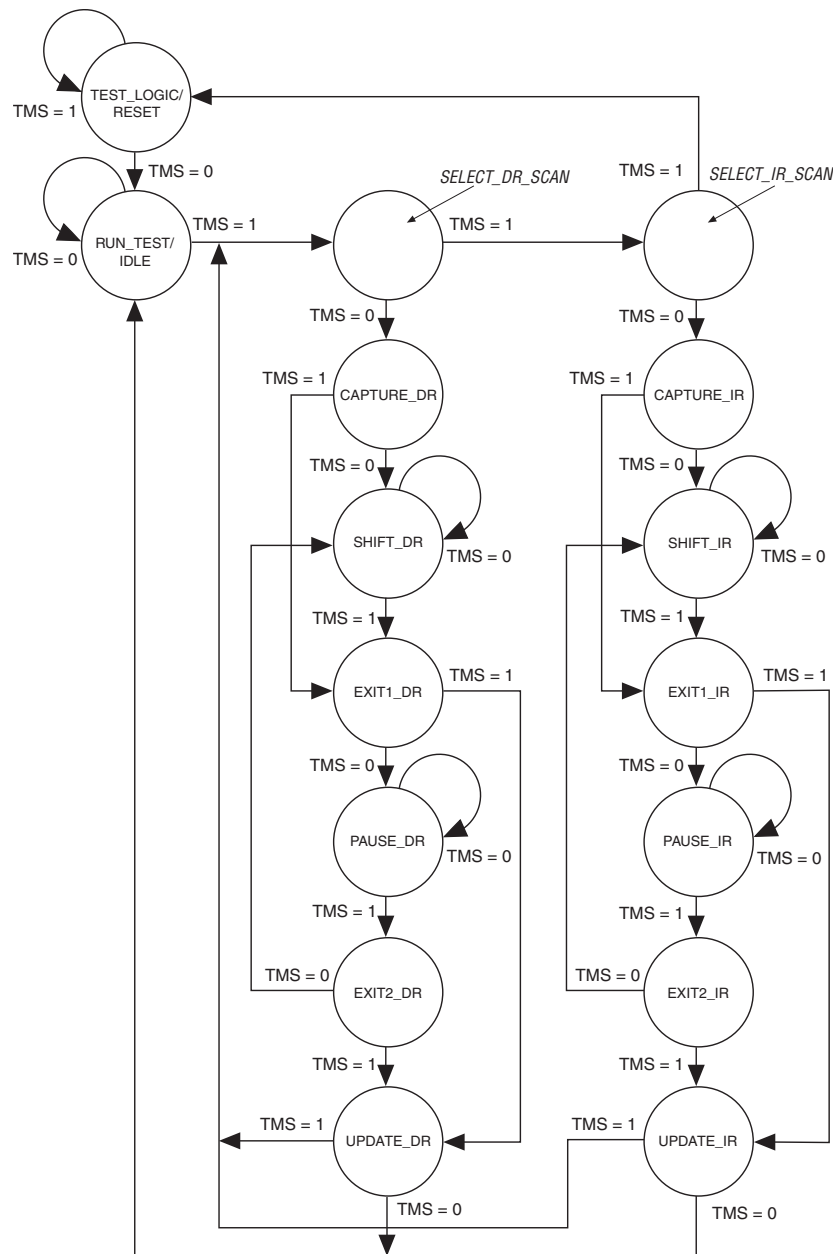 TEST_LOGIC/
RESET
TMS = 1
TMS = 0
TMS = 1
SELECT_DR_SCAN
SELECT_IR_SCAN
RUN_TEST/
IDLE
TMS = 0
TMS = 1
TMS = 1
TMS = 0
TMS = 0
TMS = 1
CAPTURE_DR
TMS = 1
CAPTURE_IR
TMS = 0
TMS = 0
SHIFT_DR
TMS = 0
SHIFT_IR
TMS = 0
TMS = 1
TMS = 1
EXIT1_DR
TMS = 1
EXIT1_IR
TMS = 1
TMS = 0
TMS = 0
PAUSE_DR
TMS = 0
PAUSE_IR
TMS = 0
TMS = 1
TMS = 1
TMS = 0
EXIT2_DR
TMS = 0
EXIT2_IR
TMS = 1
TMS = 1
TMS = 1
UPDATE_DR
TMS = 1
UPDATE_IR
TMS = 0
TMS = 0